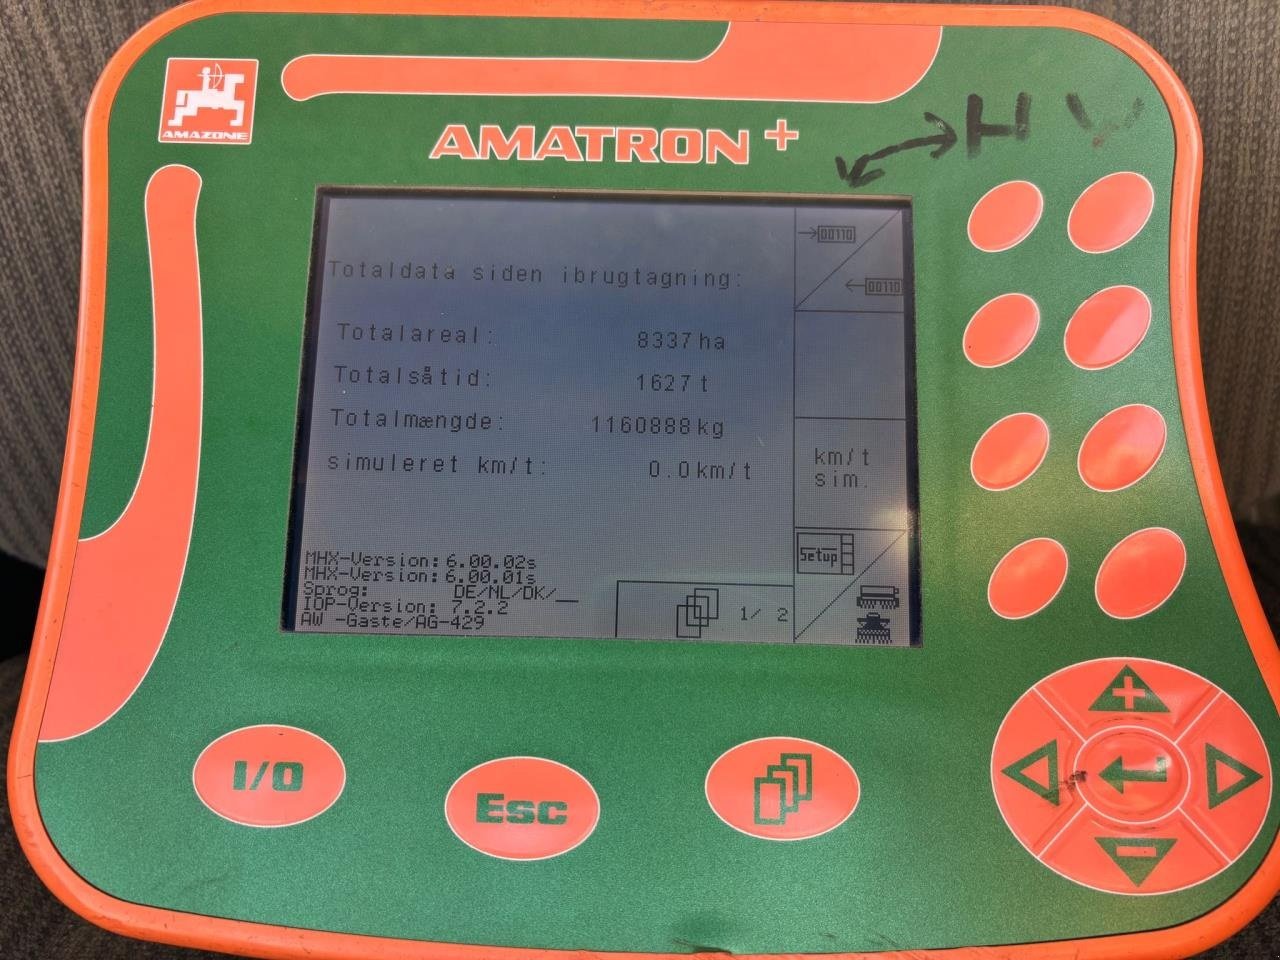 AMAZONE
AMATRON +
H V
00110
00110
Totaldata siden ibrugtagning:
Totalareal: 8337 ha
Totalsåtid: 1627 t
Totalmængde: 1160888 kg
simuleret km/t: 0.0 km/t
km/t
sim.
Setup
MHX-Version: 6.00.02s
MHX-Version: 6.00.01s
Sprog: DE/NL/DK/__
IOP-Version: 7.2.2
AW -Gaste/AG-429
1/ 2
I/O
Esc
+
-